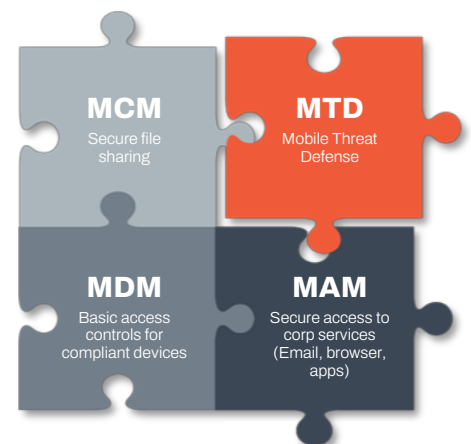 MCM
Secure file
sharing
MTD
Mobile Threat
Defense
MDM
Basic access
controls for
compliant devices
MAM
Secure access to
corp services
(Email, browser,
apps)